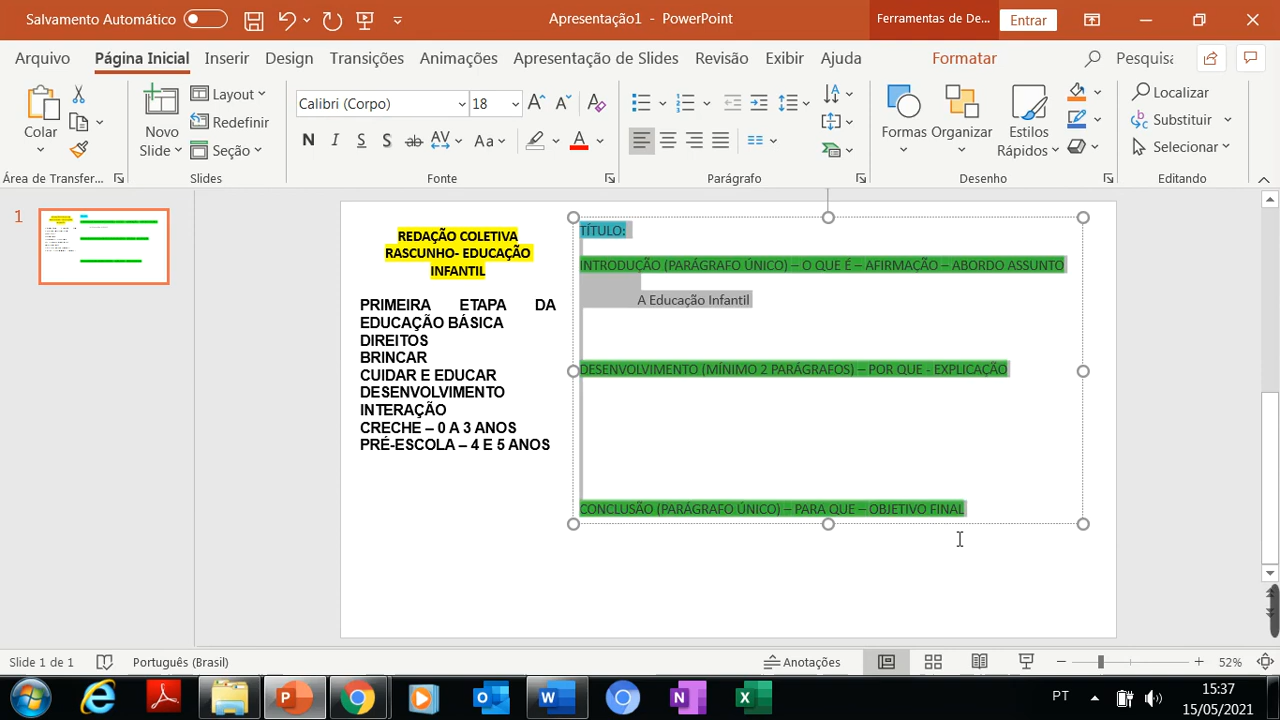 Salvamento Automático
Apresentação1 - PowerPoint
Ferramentas de De...
Entrar
Arquivo
Página Inicial
Inserir
Design
Transições
Animações
Apresentação de Slides
Revisão
Exibir
Ajuda
Formatar
Pesquisa
Colar
Novo
Slide
Layout
Redefinir
Seção
Calibri (Corpo)
18
N
I
S
S
ab
AV
Aa
A
Formas
Organizar
Estilos
Rápidos
Localizar
Substituir
Selecionar
Área de Transfer...
Slides
Fonte
Parágrafo
Desenho
Editando
1
REDAÇÃO COLETIVA
RASCUNHO- EDUCAÇÃO
INFANTIL
PRIMEIRA ETAPA DA
EDUCAÇÃO BÁSICA
DIREITOS
BRINCAR
CUIDAR E EDUCAR
DESENVOLVIMENTO
INTERAÇÃO
CRECHE – 0 A 3 ANOS
PRÉ-ESCOLA – 4 E 5 ANOS
TÍTULO:
INTRODUÇÃO (PARÁGRAFO ÚNICO) – O QUE É – AFIRMAÇÃO – ABORDO ASSUNTO
A Educação Infantil
DESENVOLVIMENTO (MÍNIMO 2 PARÁGRAFOS) – POR QUE - EXPLICAÇÃO
CONCLUSÃO (PARÁGRAFO ÚNICO) – PARA QUE – OBJETIVO FINAL
Slide 1 de 1
Português (Brasil)
Anotações
52%
PT
15:37
15/05/2021